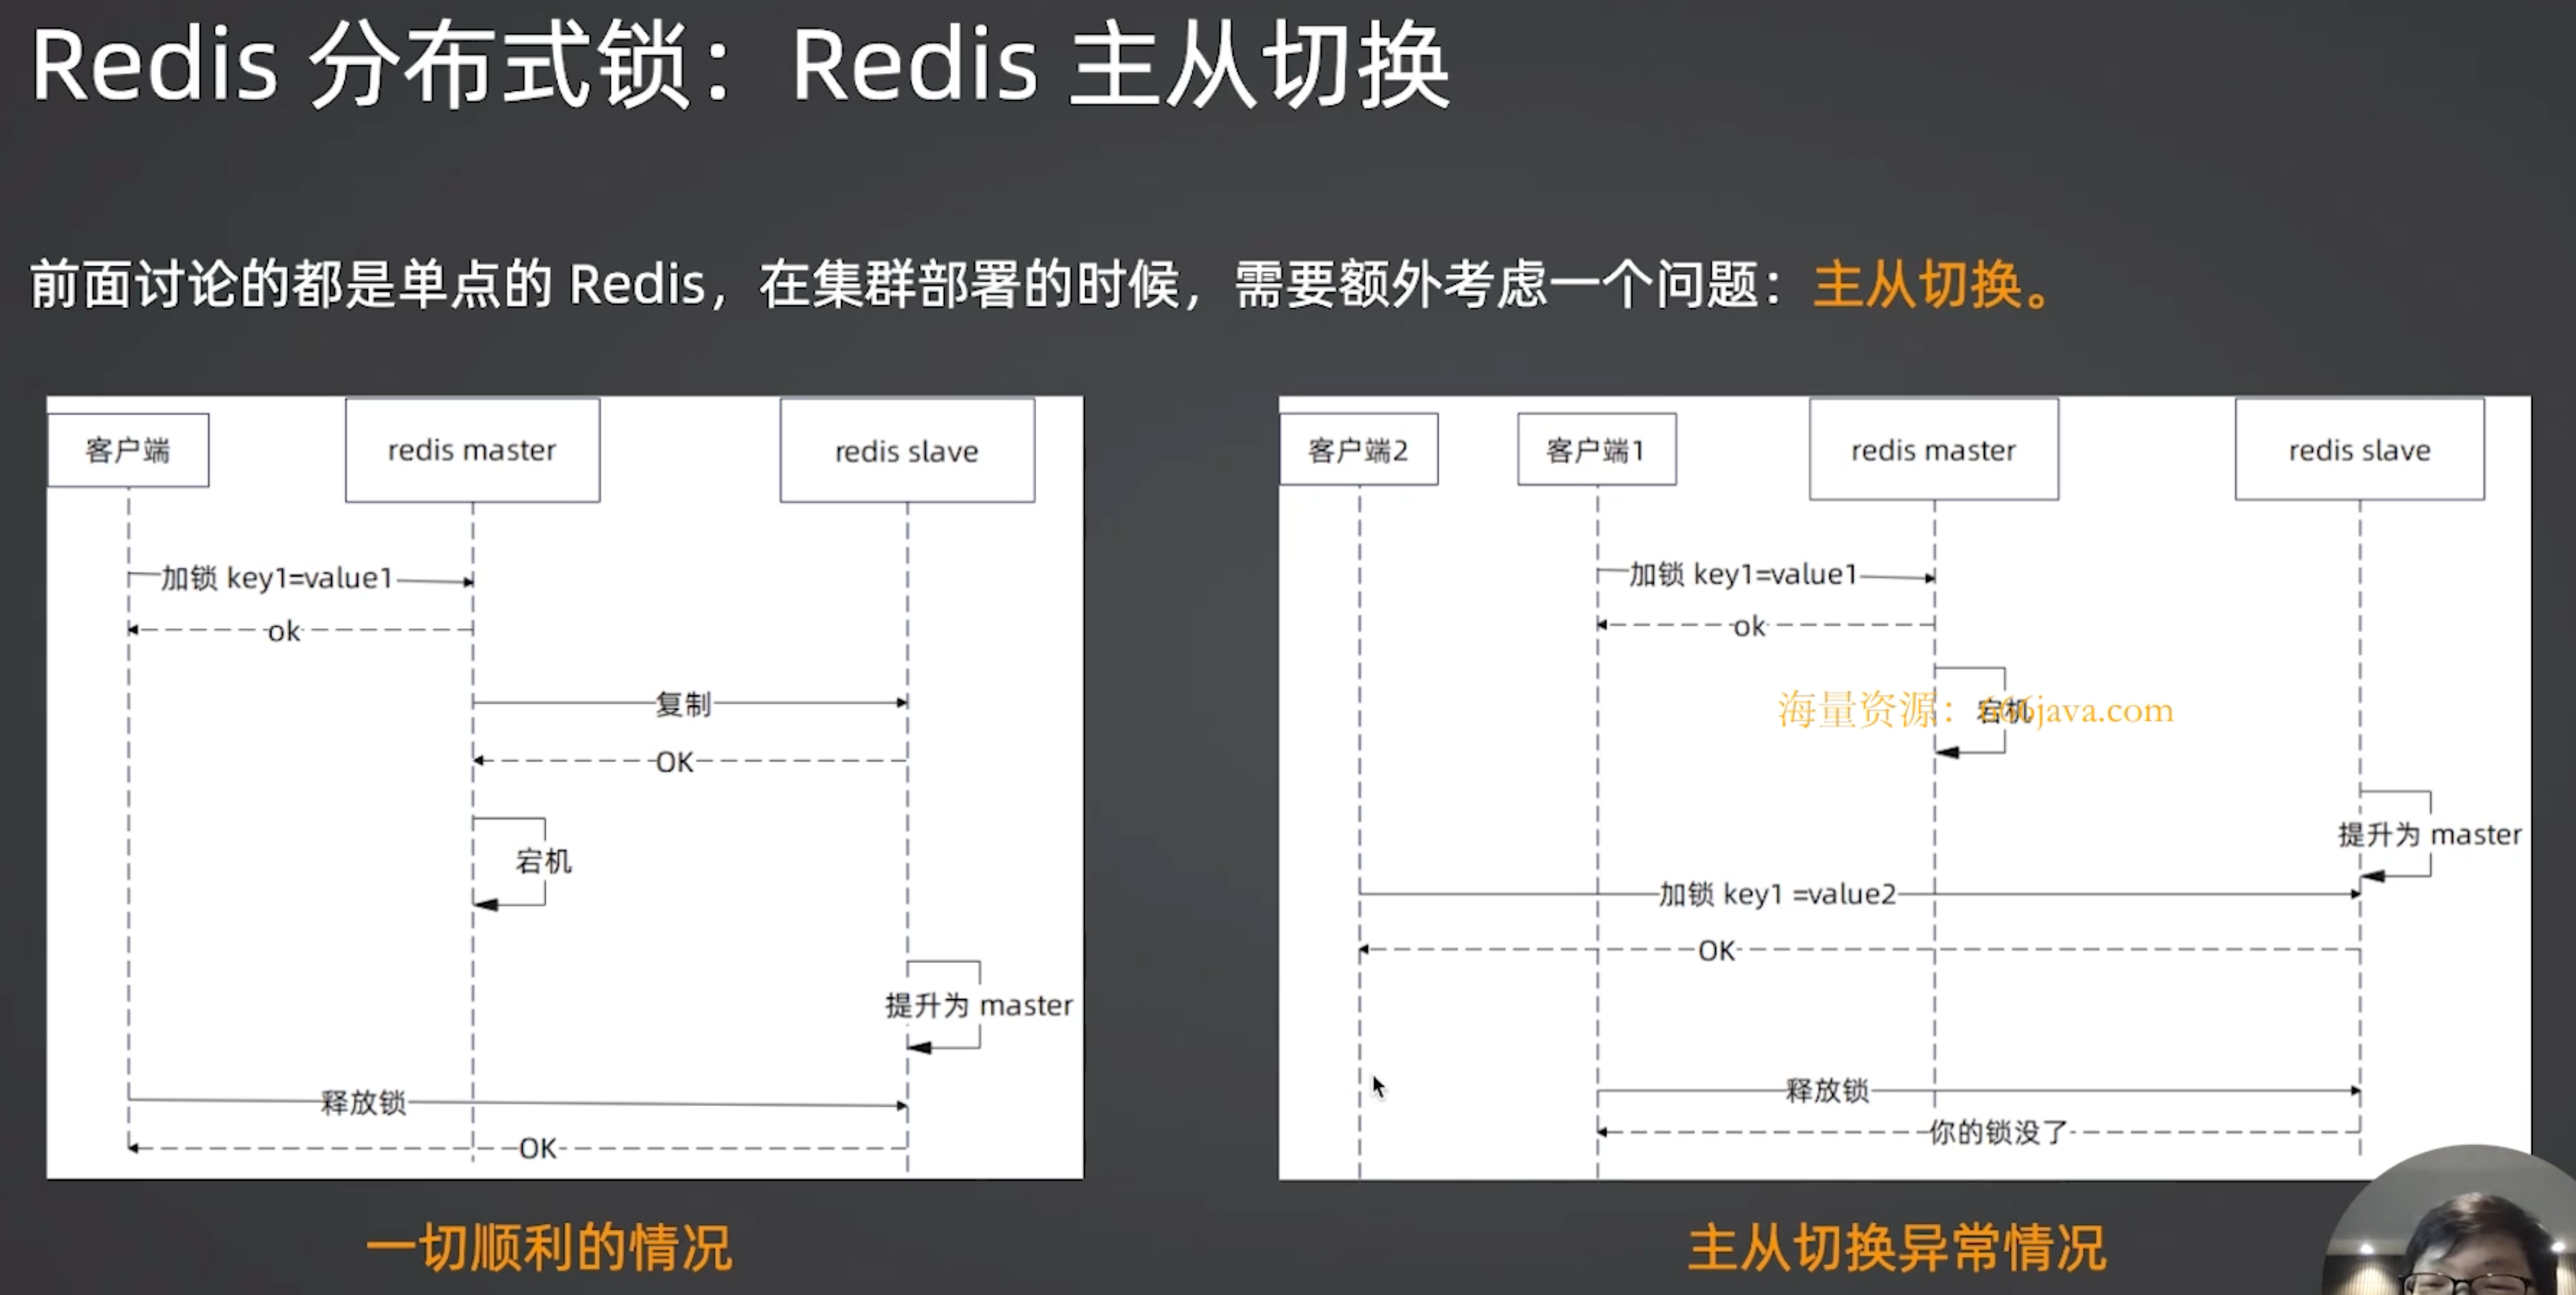 Redis 分布式锁：Redis 主从切换
前面讨论的都是单点的 Redis，在集群部署的时候，需要额外考虑一个问题：主从切换。
客户端
redis master
redis slave
加锁 key1=value1
ok
复制
OK
宕机
提升为 master
释放锁
OK
一切顺利的情况
客户端2
客户端1
redis master
redis slave
加锁 key1=value1
ok
宕机
海量资源：666java.com
提升为 master
加锁 key1 =value2
OK
释放锁
你的锁没了
主从切换异常情况